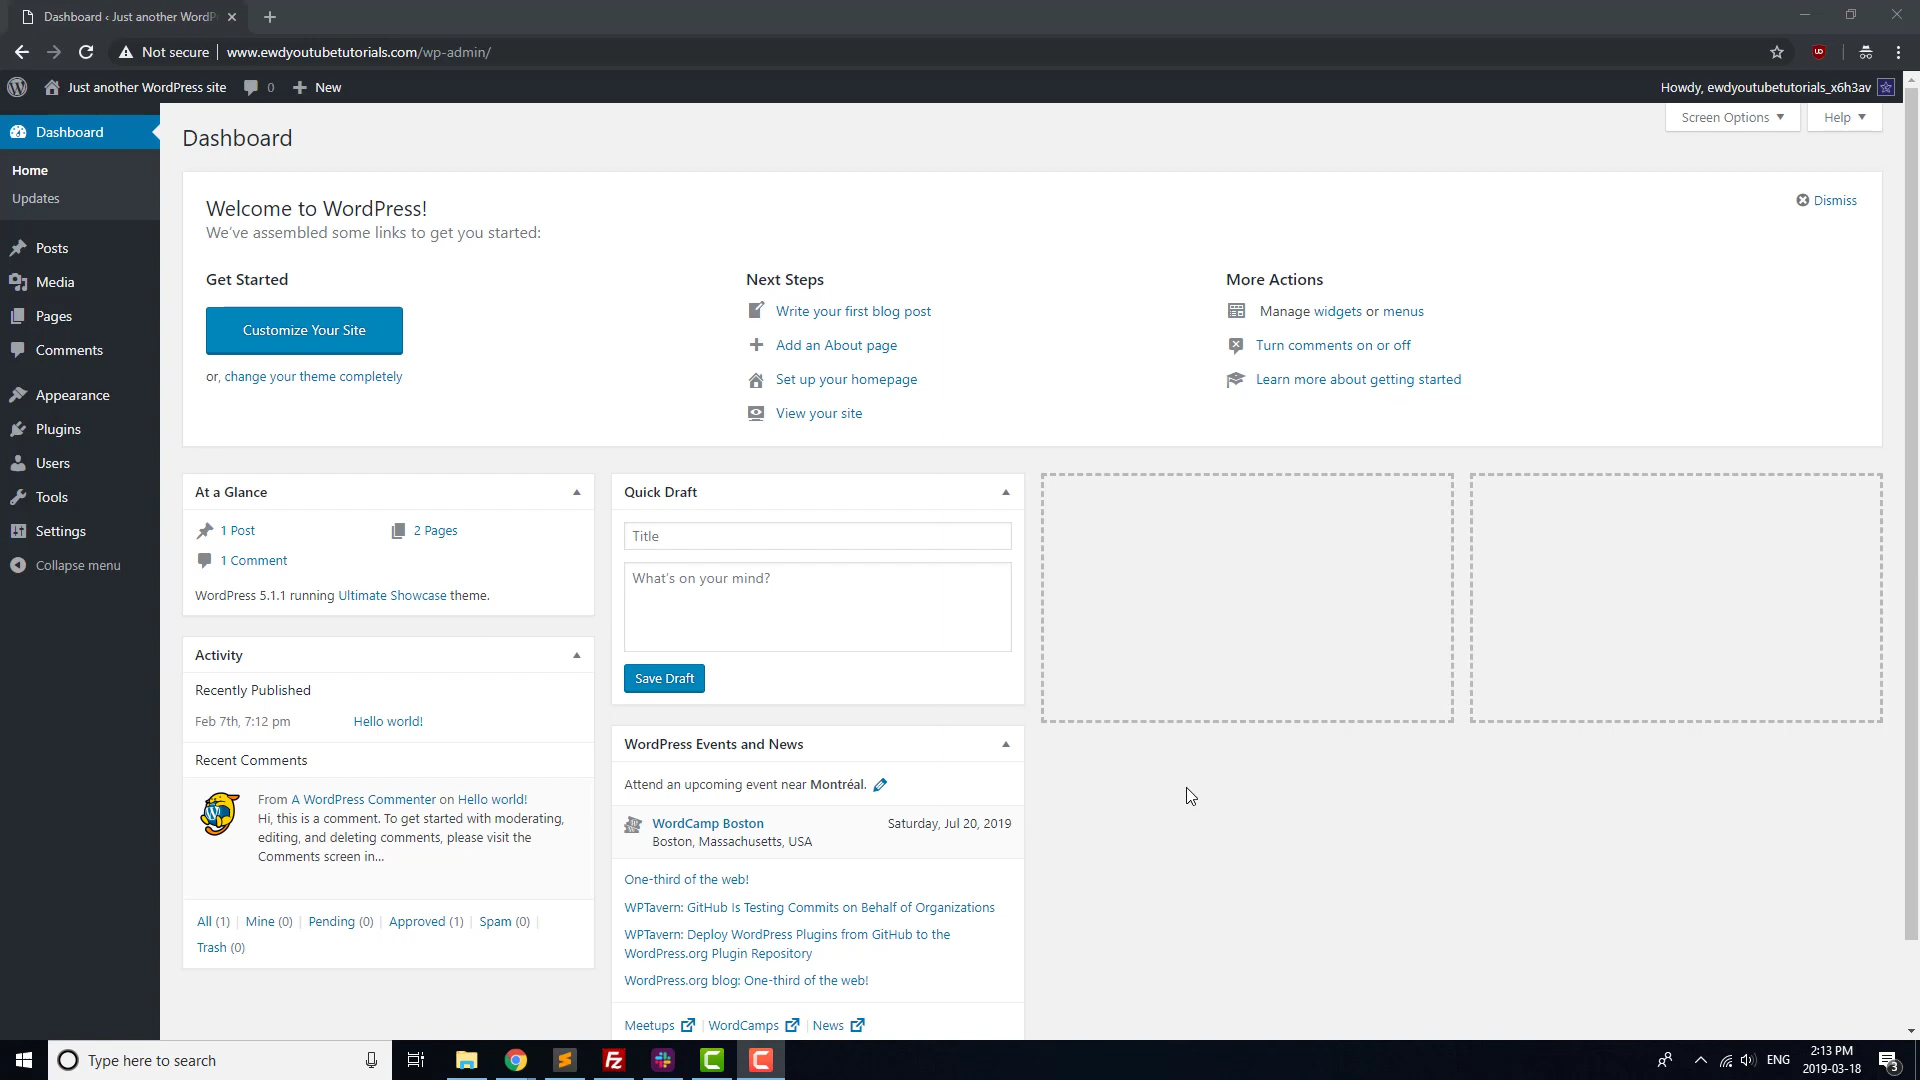 Dashboard ‹ Just another WordP
Not secure
www.ewdyoutubetutorials.com/wp-admin/
Just another WordPress site
0
New
Howdy, ewdyoutubetutorials_x6h3av
Dashboard
Home
Updates
Posts
Media
Pages
Comments
Appearance
Plugins
Users
Tools
Settings
Collapse menu
Dashboard
Screen Options
Help
Welcome to WordPress!
We've assembled some links to get you started:
Dismiss
Get Started
Customize Your Site
or, change your theme completely
Next Steps
Write your first blog post
Add an About page
Set up your homepage
View your site
More Actions
Manage widgets or menus
Turn comments on or off
Learn more about getting started
At a Glance
1 Post
2 Pages
1 Comment
WordPress 5.1.1 running Ultimate Showcase theme.
Activity
Recently Published
Feb 7th, 7:12 pm
Hello world!
Recent Comments
From A WordPress Commenter on Hello world!
Hi, this is a comment. To get started with moderating,
editing, and deleting comments, please visit the
Comments screen in...
All (1) | Mine (0) | Pending (0) | Approved (1) | Spam (0) |
Trash (0)
Quick Draft
Title
What's on your mind?
Save Draft
WordPress Events and News
Attend an upcoming event near Montréal.
WordCamp Boston
Saturday, Jul 20, 2019
Boston, Massachusetts, USA
One-third of the web!
WPTavern: GitHub Is Testing Commits on Behalf of Organizations
WPTavern: Deploy WordPress Plugins from GitHub to the
WordPress.org Plugin Repository
WordPress.org blog: One-third of the web!
Meetups | WordCamps | News
Type here to search
ENG
2:13 PM
2019-03-18
3